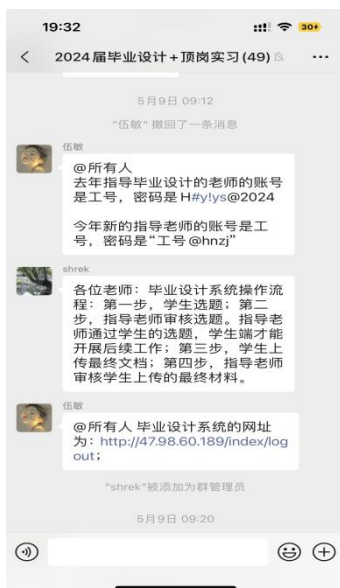 19:32
30+
2024届毕业设计+顶岗实习(49)
5月9日 09:12
"伍敏" 撤回了一条消息
伍敏
@所有人
去年指导毕业设计的老师的账号
是工号，密码是H#y!ys@2024
今年新的指导老师的账号是工
号，密码是“工号@hnzj”
shrek
各位老师：毕业设计系统操作流
程：第一步，学生选题；第二
步，指导老师审核选题。指导老
师通过学生的选题，学生端才能
开展后续工作；第三步，学生上
传最终文档；第四步，指导老师
审核学生上传的最终材料。
伍敏
@所有人 毕业设计系统的网址
为：http://47.98.60.189/index/log
out；
"shrek"被添加为群管理员
5月9日 09:20